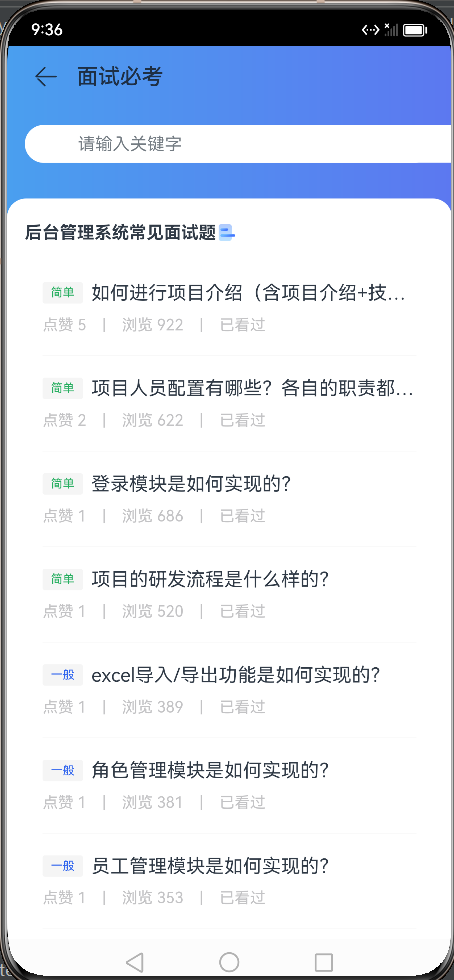 9:36
面试必考
请输入关键字
后台管理系统常见面试题
简单 如何进行项目介绍（含项目介绍+技...
点赞 5 | 浏览 922 | 已看过
简单 项目人员配置有哪些？各自的职责都...
点赞 2 | 浏览 622 | 已看过
简单 登录模块是如何实现的？
点赞 1 | 浏览 686 | 已看过
简单 项目的研发流程是什么样的？
点赞 1 | 浏览 520 | 已看过
一般 excel导入/导出功能是如何实现的？
点赞 1 | 浏览 389 | 已看过
一般 角色管理模块是如何实现的？
点赞 1 | 浏览 381 | 已看过
一般 员工管理模块是如何实现的？
点赞 1 | 浏览 353 | 已看过